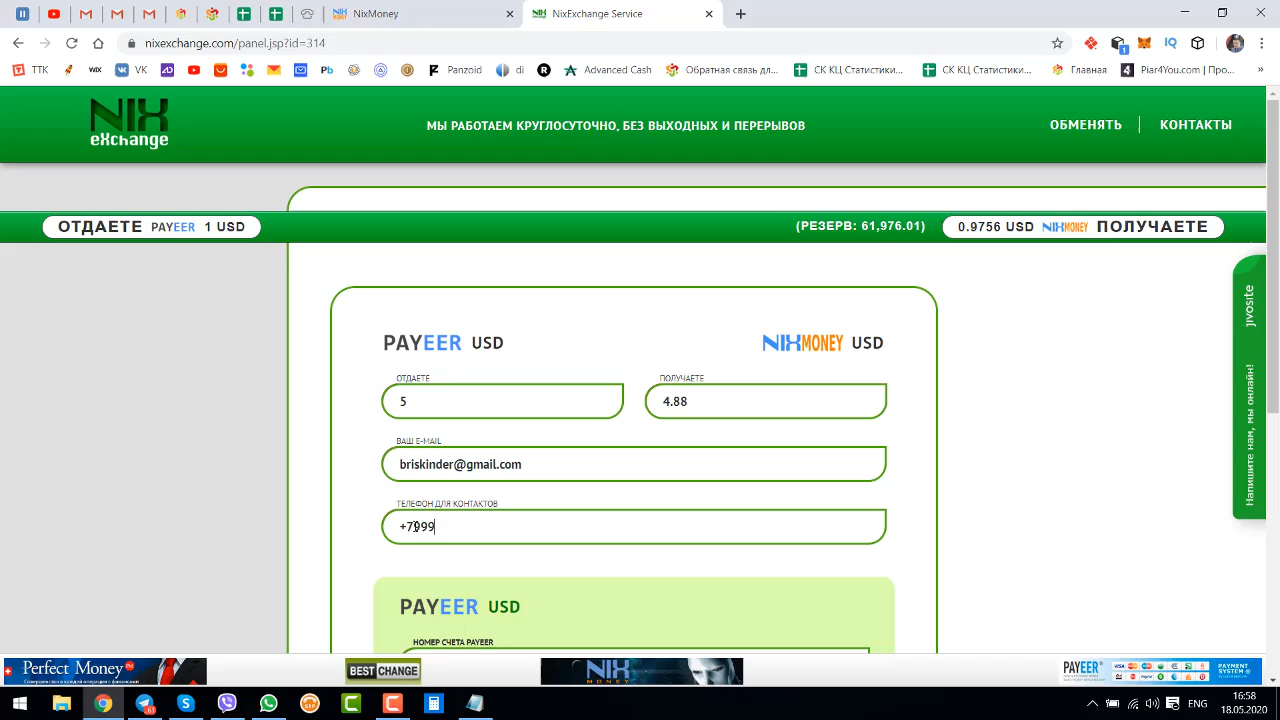 NixMoney
NixExchange Service
nixexchange.com/panel.jsp?id=314
ТТК
WiX
VK
Pb
Panzoid
di
Advanced Cash
Обратная связь дл...
СК КЦ Статистики...
СК КЦ Статистики...
Главная
Piar4You.com | Про...
NIX
eXchange
МЫ РАБОТАЕМ КРУГЛОСУТОЧНО, БЕЗ ВЫХОДНЫХ И ПЕРЕРЫВОВ
ОБМЕНЯТЬ
КОНТАКТЫ
ОТДАЕТЕ PAYEER 1 USD
(РЕЗЕРВ: 61,976.01)
0.9756 USD NIXMONEY ПОЛУЧАЕТЕ
PAYEER USD
NIXMONEY USD
ОТДАЕТЕ
ПОЛУЧАЕТЕ
5
4.88
ВАШ E-MAIL
briskinder@gmail.com
ТЕЛЕФОН ДЛЯ КОНТАКТОВ
+7999
PAYEER USD
НОМЕР СЧЕТА PAYEER
Напишите нам, мы онлайн!
jivosite
Perfect Money
BESTCHANGE
NIX
MONEY
PAYEER
PAYMENT
SYSTEM
ENG
16:58
18.05.2020